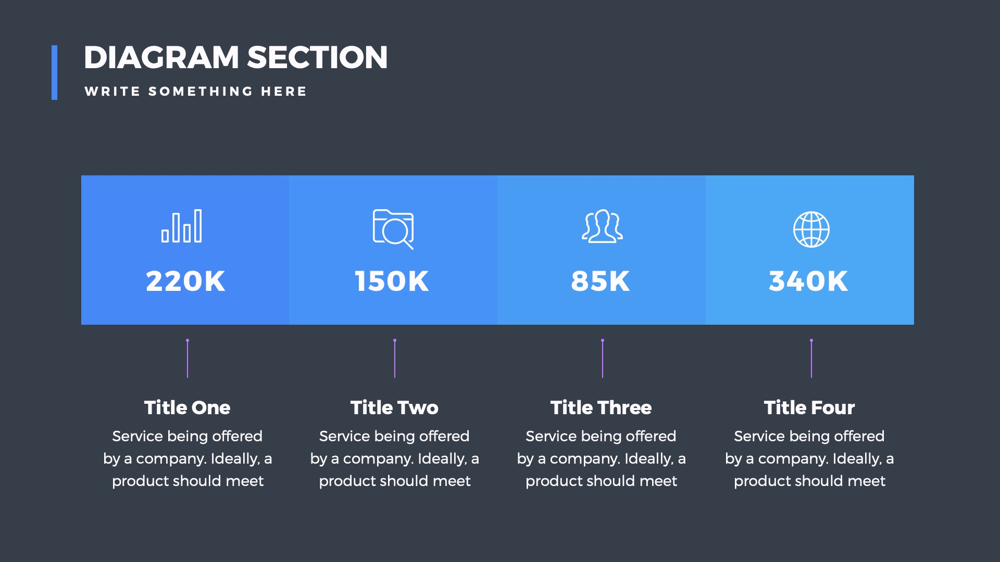 DIAGRAM SECTION
WRITE SOMETHING HERE
220K
150K
85K
340K
Title One
Service being offered
by a company. Ideally, a
product should meet
Title Two
Service being offered
by a company. Ideally, a
product should meet
Title Three
Service being offered
by a company. Ideally, a
product should meet
Title Four
Service being offered
by a company. Ideally, a
product should meet